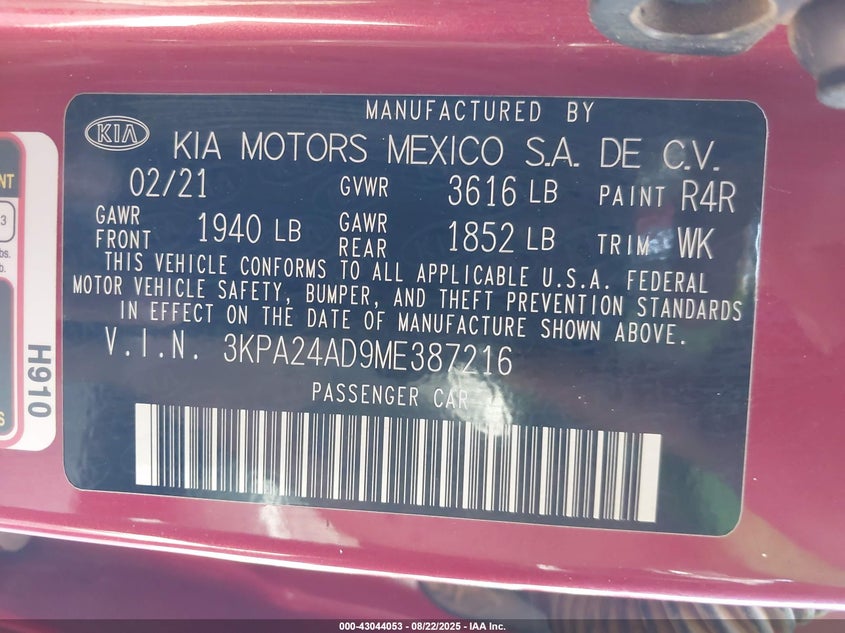 MANUFACTURED BY
KIA KIA MOTORS MEXICO S.A. DE C.V.
02/21 GVWR 3616 LB PAINT R4R
GAWR FRONT 1940 LB GAWR REAR 1852 LB TRIM WK
THIS VEHICLE CONFORMS TO ALL APPLICABLE U.S.A. FEDERAL
MOTOR VEHICLE SAFETY, BUMPER, AND THEFT PREVENTION STANDARDS
IN EFFECT ON THE DATE OF MANUFACTURE SHOWN ABOVE.
V.I.N. 3KPA24AD9ME387216
PASSENGER CAR
H910
000-43044053 - 08/22/2025 - IAA Inc.